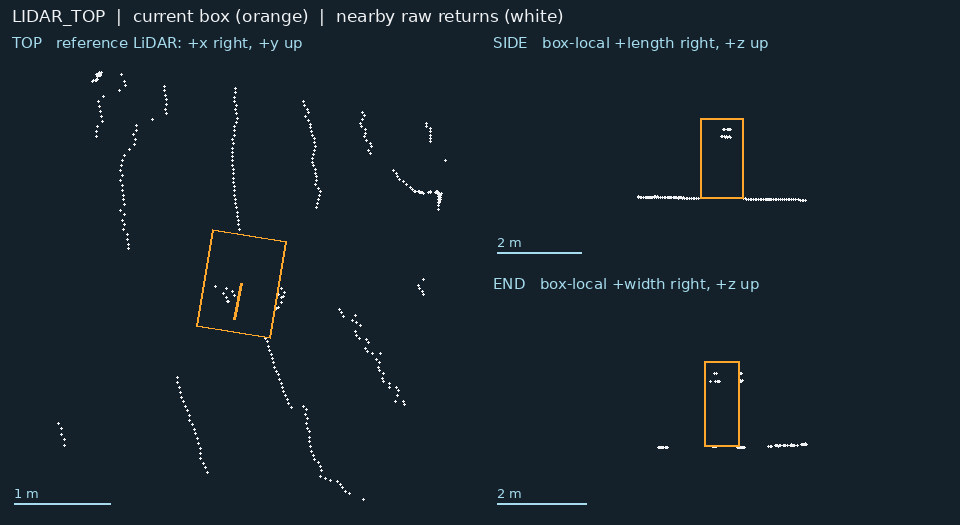 LIDAR_TOP | current box (orange) | nearby raw returns (white)
TOP reference LiDAR: +x right, +y up
SIDE box-local +length right, +z up
2 m
END box-local +width right, +z up
1 m
2 m